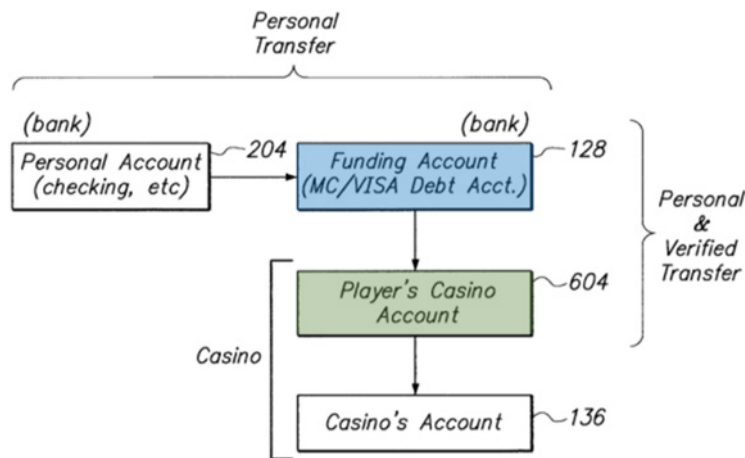 Personal
Transfer
(bank)
(bank)
204
128
Personal Account
(checking, etc)
Funding Account
(MC/VISA Debt Acct.)
Personal
&
Verified
Transfer
604
Player's Casino
Account
Casino
136
Casino's Account